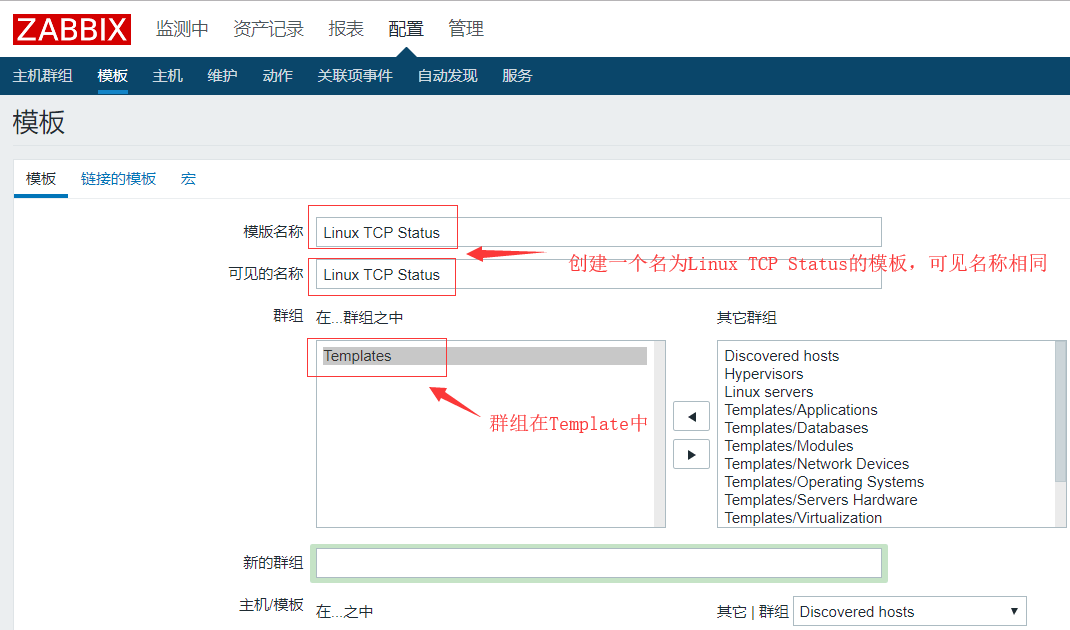 ZABBIX 监测中 资产记录 报表 配置 管理
主机群组 模板 主机 维护 动作 关联项事件 自动发现 服务
模板
模板 链接的模板 宏
模版名称 Linux TCP Status
创建一个名为Linux TCP Status的模板，可见名称相同
可见的名称 Linux TCP Status
群组 在...群组之中 其它群组
Templates
群组在Template中
Discovered hosts
Hypervisors
Linux servers
Templates/Applications
Templates/Databases
Templates/Modules
Templates/Network Devices
Templates/Operating Systems
Templates/Servers Hardware
Templates/Virtualization
新的群组
主机/模板 在...之中 其它 | 群组 Discovered hosts